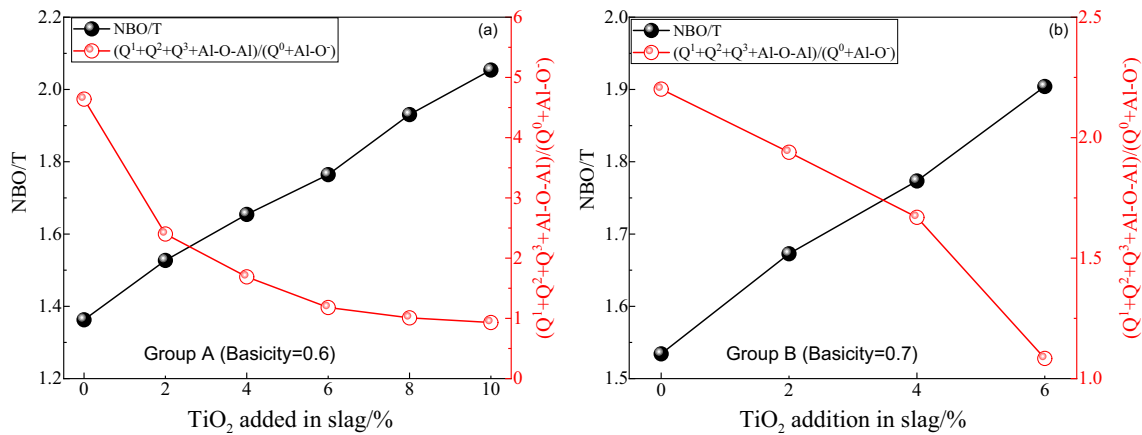 2.2
2.0
1.8
1.6
1.4
1.2
NBO/T
NBO/T
(Q¹+Q²+Q³+Al-O-Al)/(Q⁰+Al-O⁻)
(a)
Group A (Basicity=0.6)
0
2
4
6
8
10
TiO₂ added in slag/%
6
5
4
3
2
1
0
(Q¹+Q²+Q³+Al-O-Al)/(Q⁰+Al-O⁻)
2.0
1.9
1.8
1.7
1.6
1.5
NBO/T
NBO/T
(Q¹+Q²+Q³+Al-O-Al)/(Q⁰+Al-O⁻)
(b)
Group B (Basicity=0.7)
0
2
4
6
TiO₂ addition in slag/%
2.5
2.0
1.5
1.0
(Q¹+Q²+Q³+Al-O-Al)/(Q⁰+Al-O⁻)